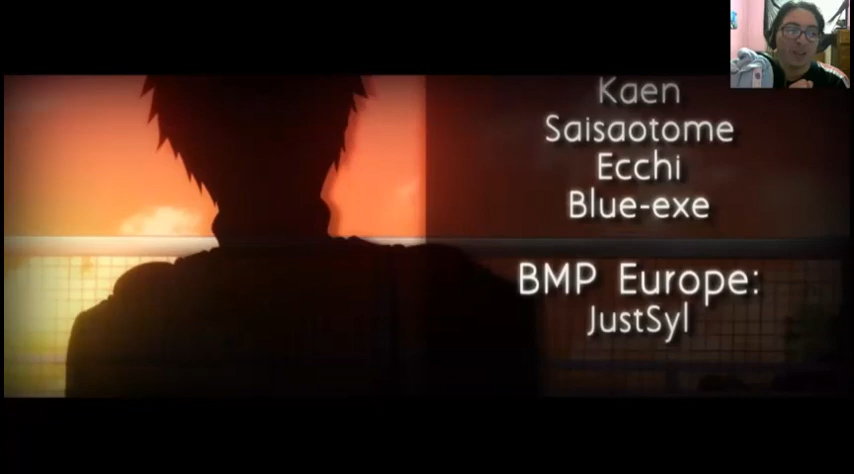 Kaen
Saisaotome
Ecchi
Blue-exe
BMP Europe:
JustSyl